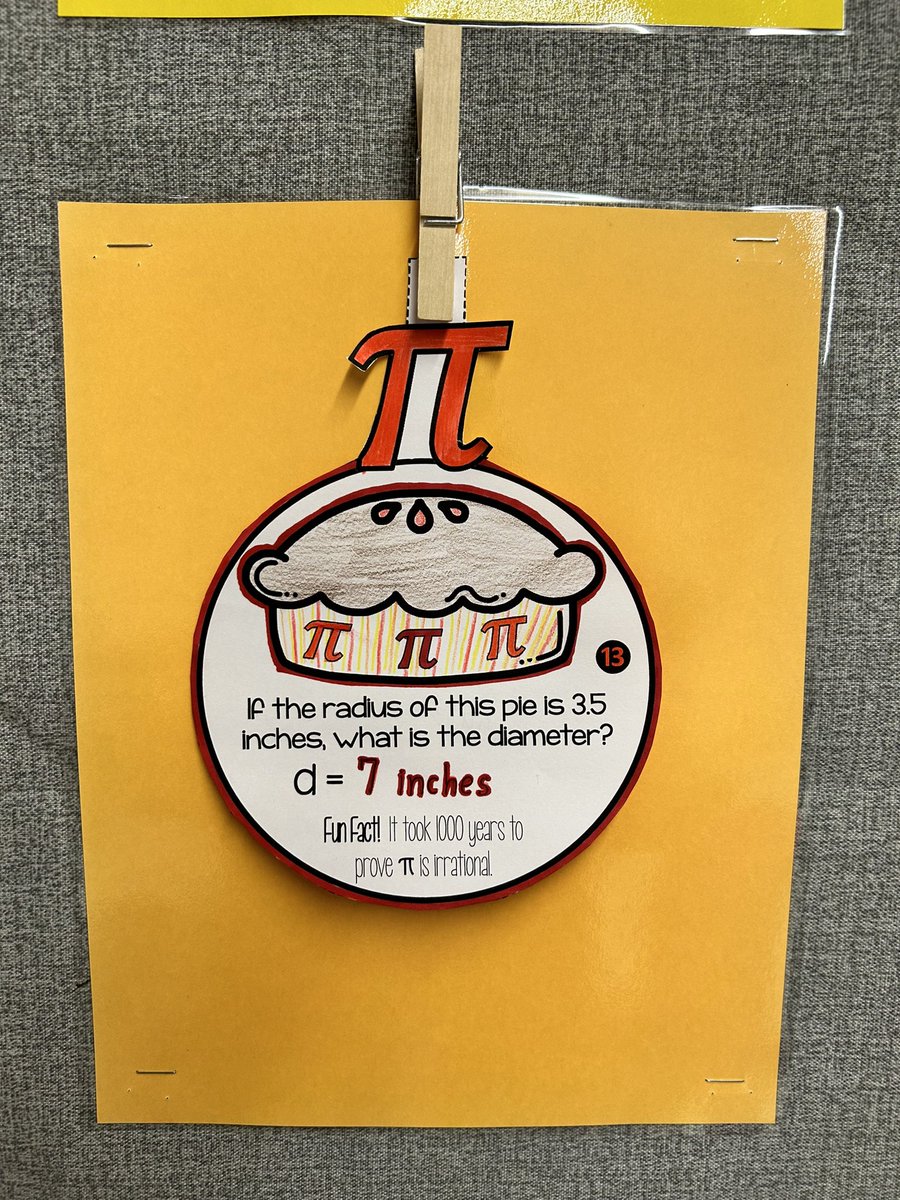 π
π π π
13
If the radius of this pie is 3.5
inches, what is the diameter?
d = 7 inches
Fun Fact! It took 1000 years to
prove π is irrational.